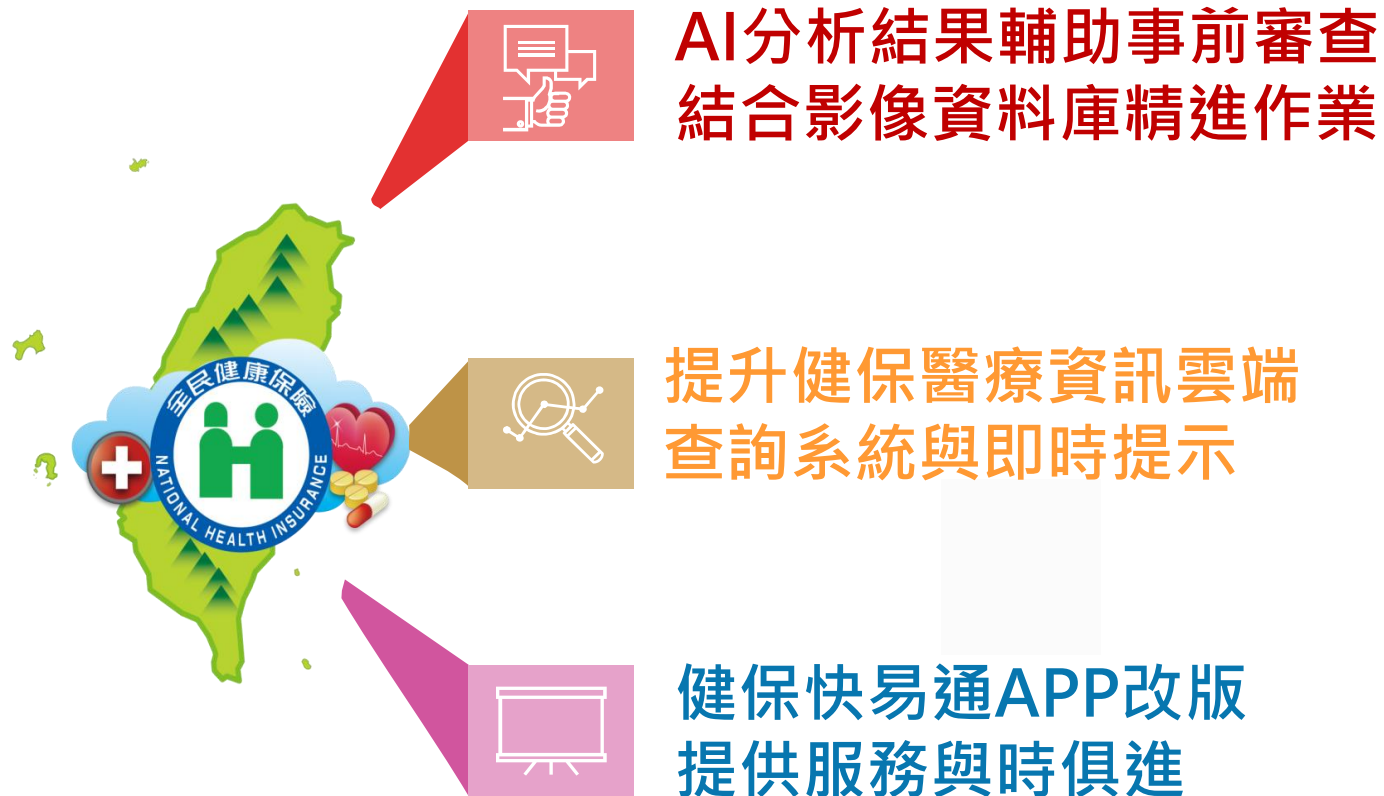 AI分析結果輔助事前審查
結合影像資料庫精進作業
全民健康保險
NATIONAL HEALTH INSURANCE
提升健保醫療資訊雲端
查詢系統與即時提示
健保快易通APP改版
提供服務與時俱進